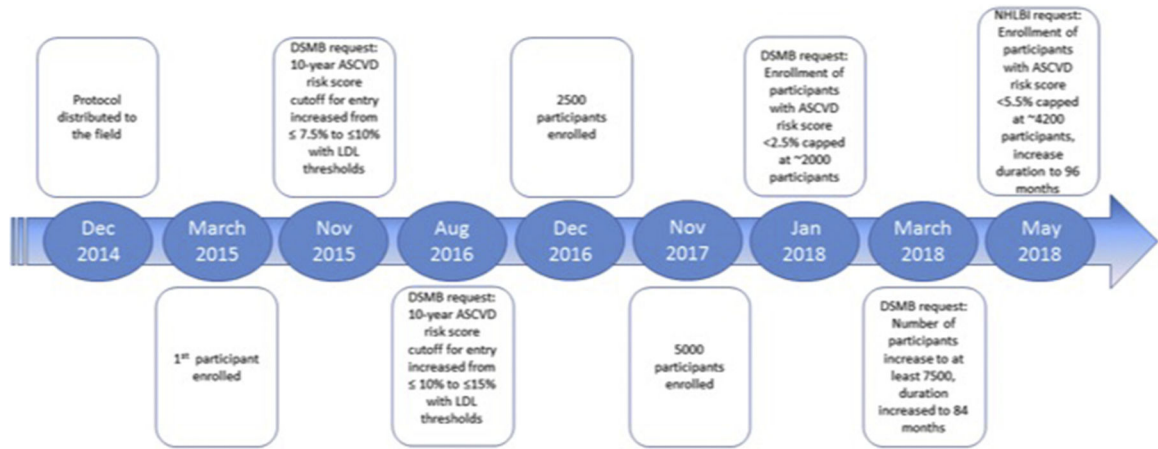 Protocol
distributed to
the field
DSMB request:
10-year ASCVD
risk score
cutoff for entry
increased from
≤ 7.5% to ≤10%
with LDL
thresholds
2500
participants
enrolled
DSMB request:
Enrollment of
participants
with ASCVD
risk score
<2.5% capped
at ~2000
participants
NHLBI request:
Enrollment of
participants
with ASCVD
risk score
<5.5% capped
at ~4200
participants,
increase
duration to 96
months
Dec
2014
March
2015
Nov
2015
Aug
2016
Dec
2016
Nov
2017
Jan
2018
March
2018
May
2018
1st participant
enrolled
DSMB request:
10-year ASCVD
risk score
cutoff for entry
increased from
≤ 10% to ≤15%
with LDL
thresholds
5000
participants
enrolled
DSMB request:
Number of
participants
increase to at
least 7500,
duration
increased to 84
months